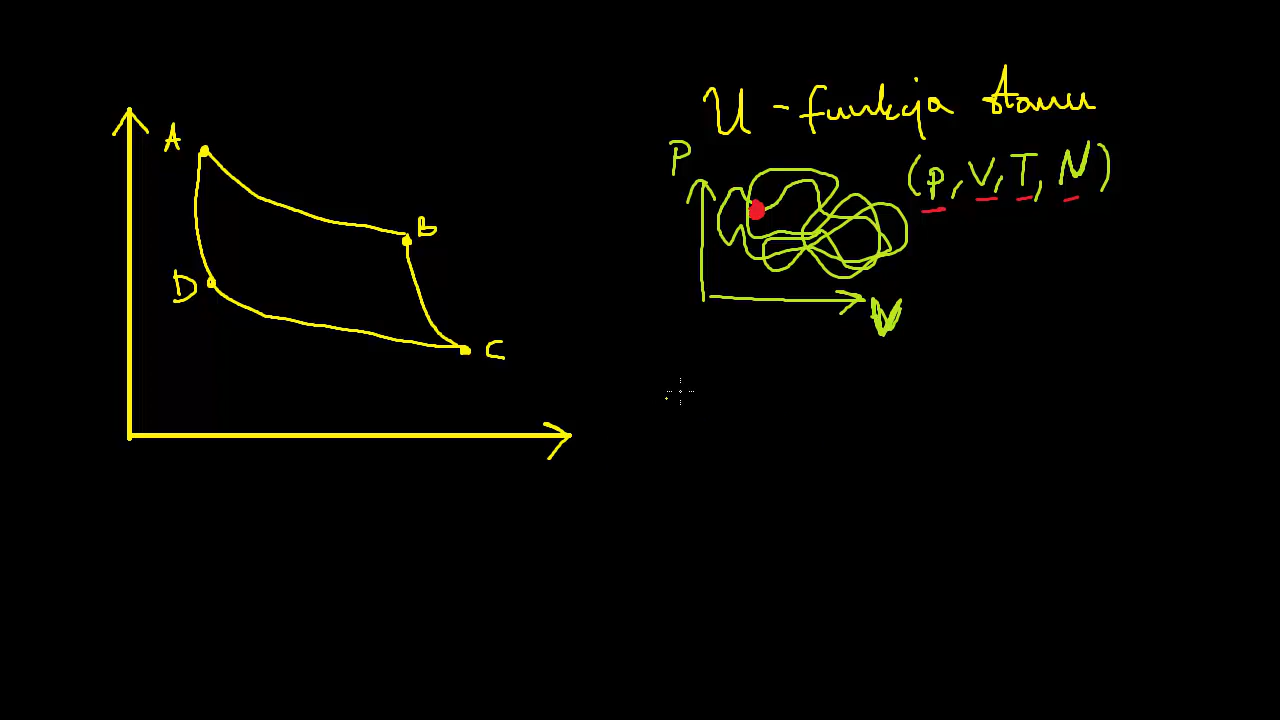 A
B
D
C
U - funkcja stanu
P
(p, V, T, N)
V